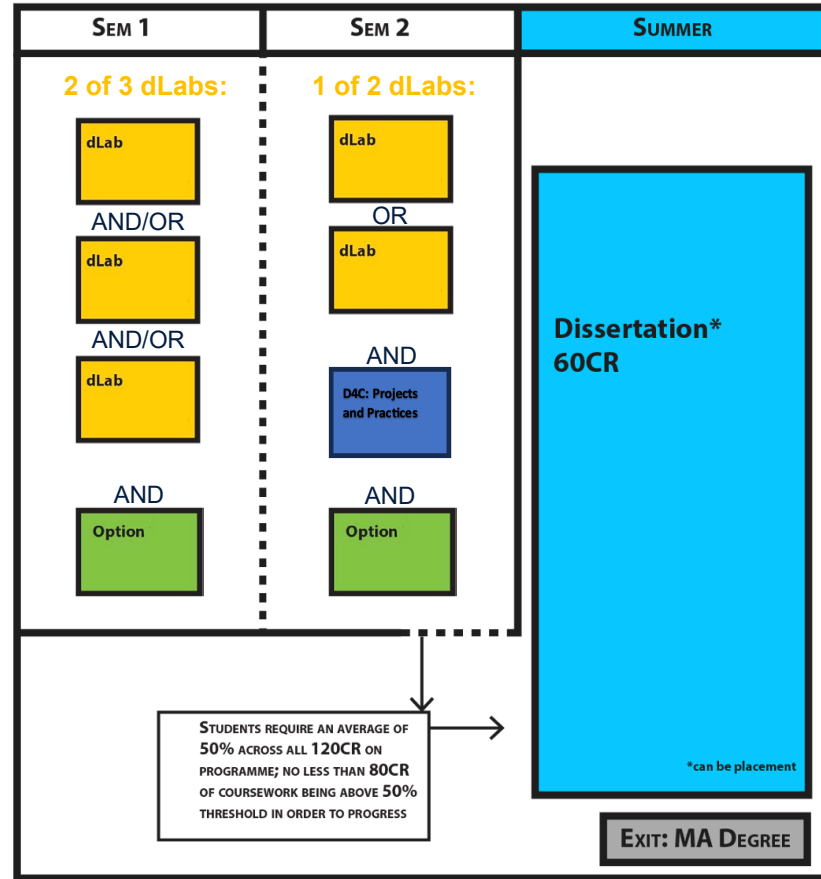 SEM 1
SEM 2
SUMMER
2 of 3 dLabs:
dLab
AND/OR
dLab
AND/OR
dLab
AND
Option
1 of 2 dLabs:
dLab
OR
dLab
AND
D4C: Projects
and Practices
AND
Option
Dissertation*
60CR
*can be placement
STUDENTS REQUIRE AN AVERAGE OF
50% ACROSS ALL 120CR ON
PROGRAMME; NO LESS THAN 80CR
OF COURSEWORK BEING ABOVE 50%
THRESHOLD IN ORDER TO PROGRESS
EXIT: MA DEGREE